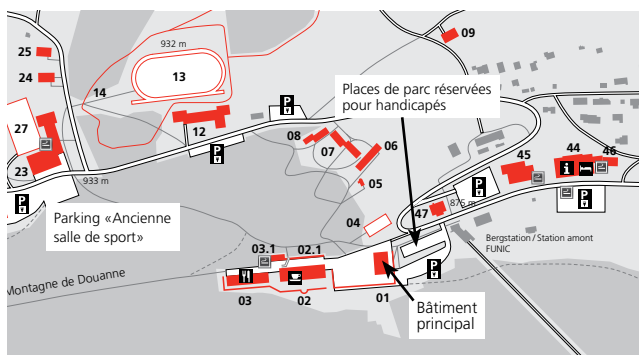 09
25
932 m
24
13
14
P
Places de parc réservées
pour handicapés
27
12
P
08
07
06
23
933 m
05
45
44
46
P
i
P
P
47
876 m
P
Parking «Ancienne
salle de sport»
04
03.1
02.1
Bergstation / Station amont
FUNIC
P
Montagne de Douanne
03
02
01
Bâtiment
principal